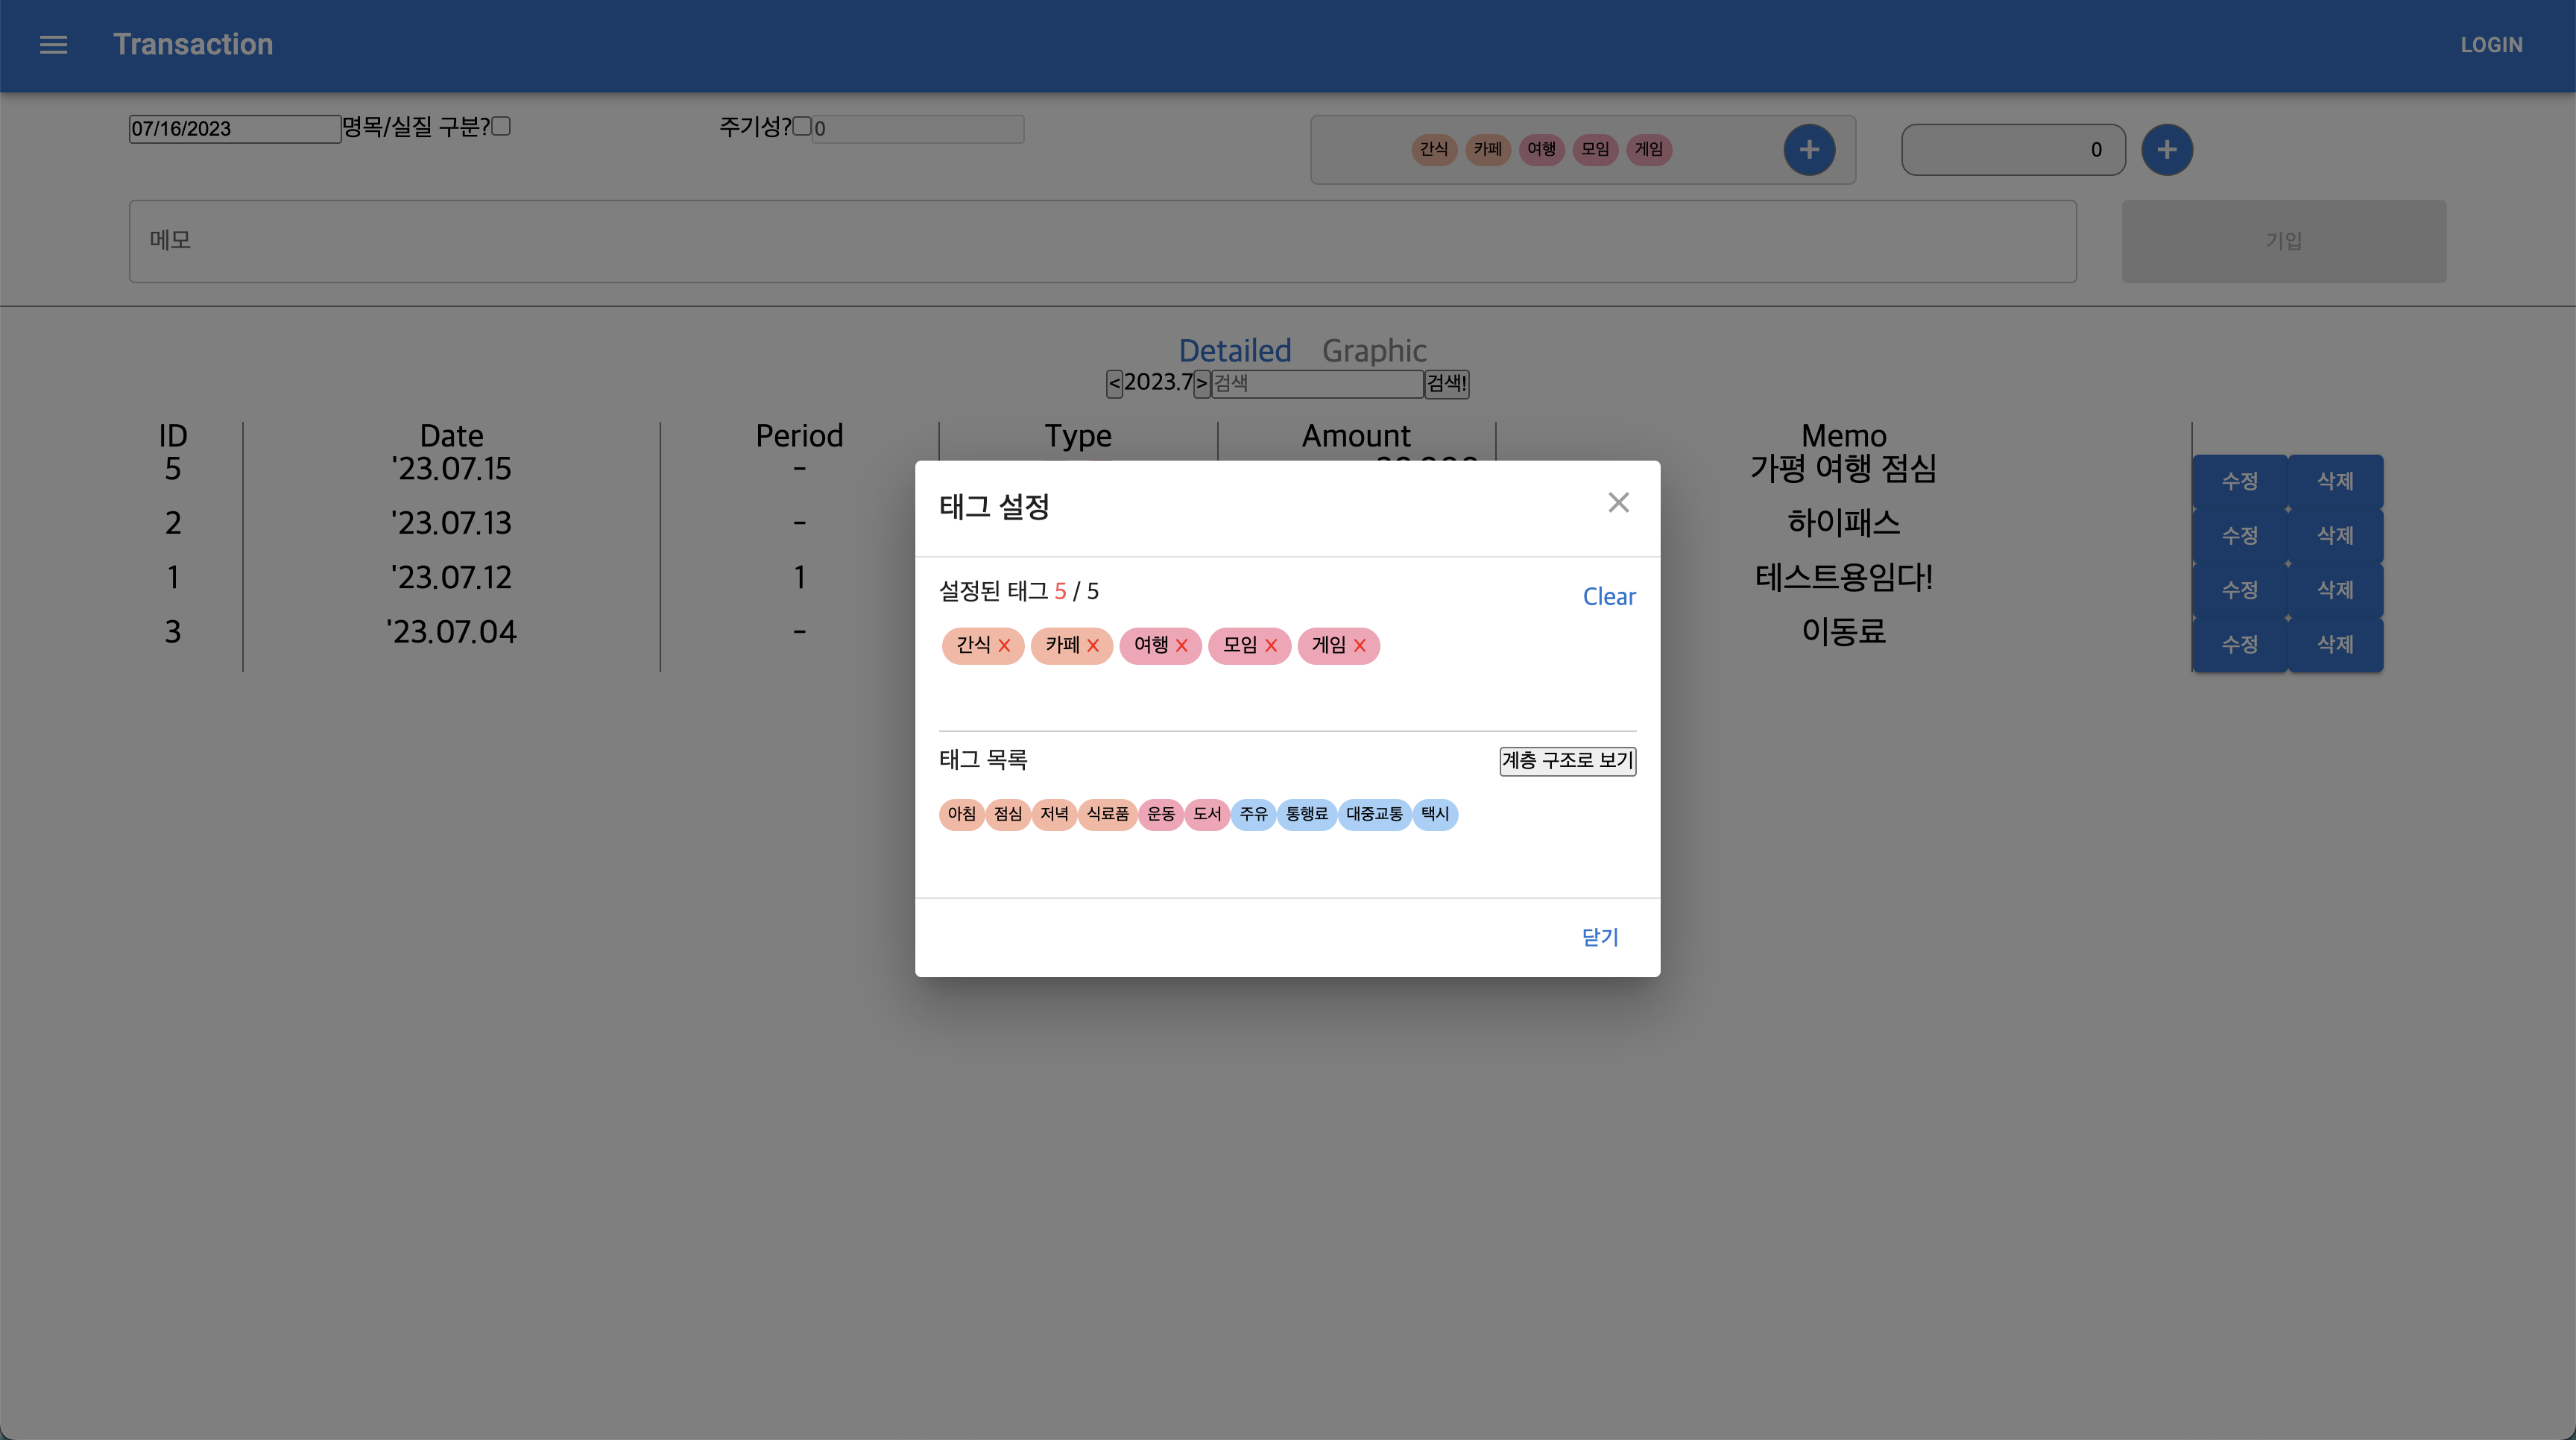 Transaction LOGIN
07/16/2023 명목/실질 구분? 주기성? 0 간식 카페 여행 모임 게임 + 0 +
메모 기입
Detailed Graphic
< 2023.7 > 검색 검색!
ID Date Period Type Amount Memo
5 '23.07.15 - 가평 여행 점심 수정 삭제
2 '23.07.13 - 하이패스 수정 삭제
1 '23.07.12 1 테스트용임다! 수정 삭제
3 '23.07.04 - 이동료 수정 삭제
태그 설정
설정된 태그 5 / 5 Clear
간식 X 카페 X 여행 X 모임 X 게임 X
태그 목록 계층 구조로 보기
아침 점심 저녁 식료품 운동 도서 주유 통행료 대중교통 택시
닫기